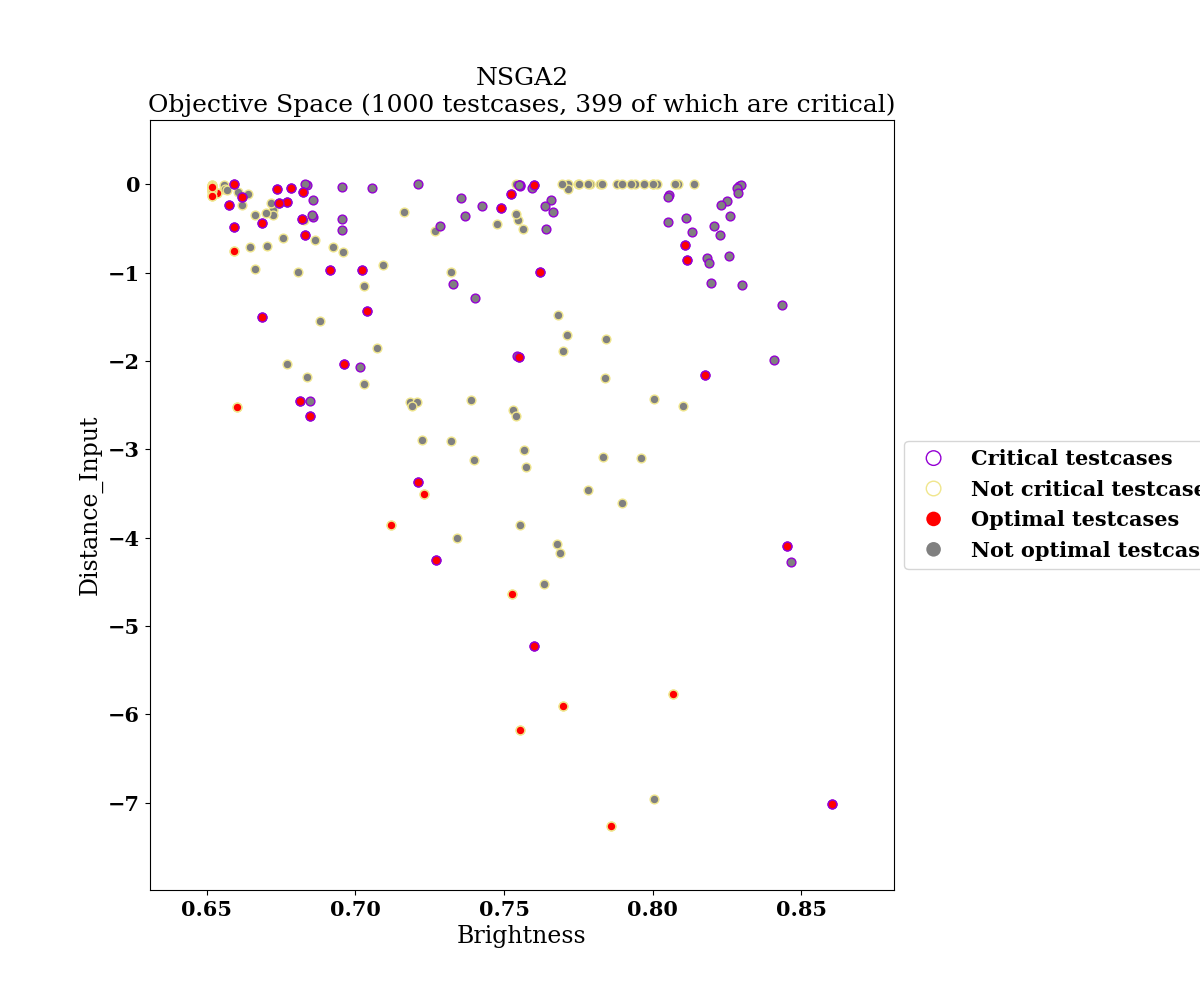 NSGA2
Objective Space (1000 testcases, 399 of which are critical)
0
−1
−2
−3
−4
−5
−6
−7
Distance_Input
0.65 0.70 0.75 0.80 0.85
Brightness
Critical testcases
Not critical testcase
Optimal testcases
Not optimal testcas